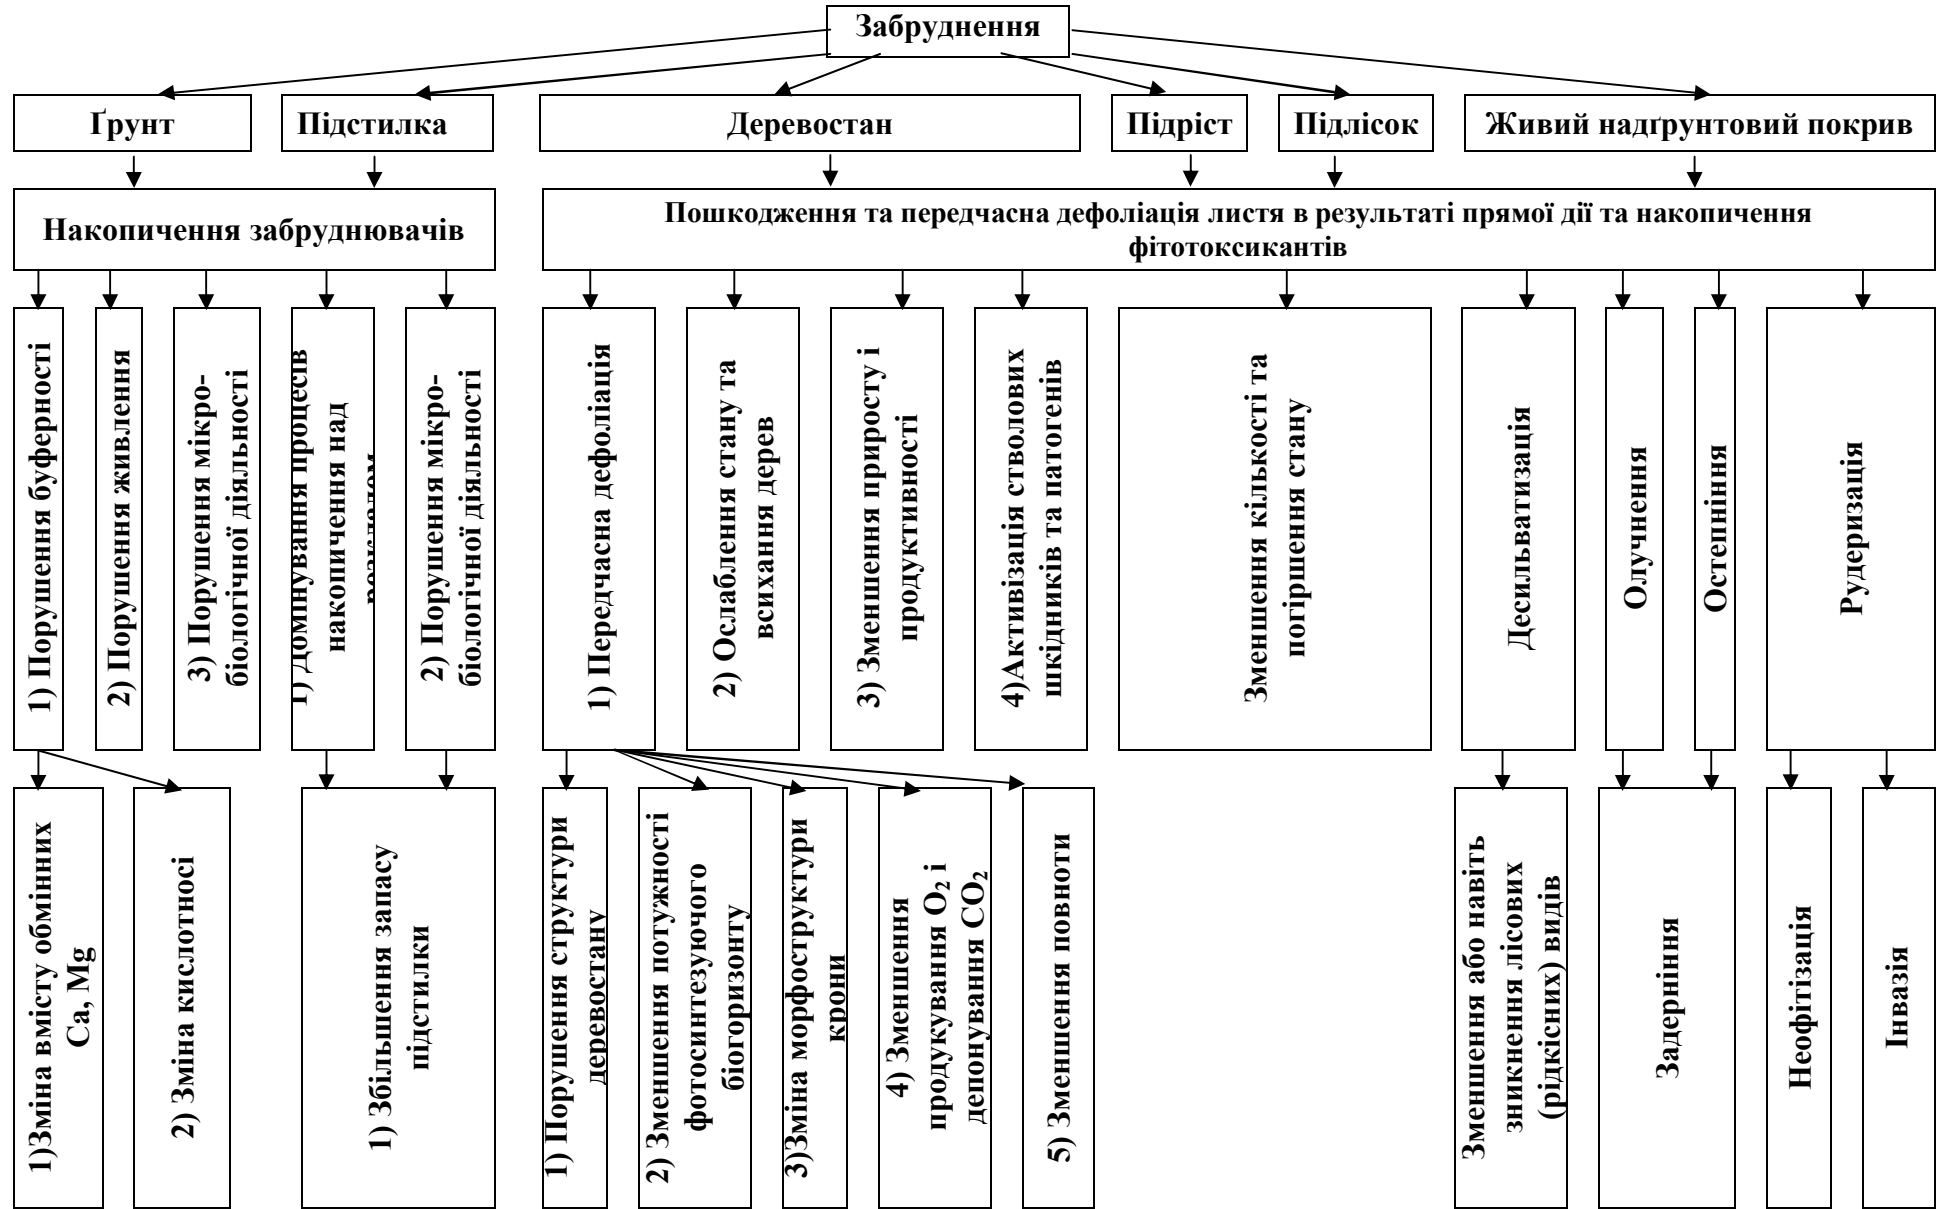 Забруднення
Ґрунт
Підстилка
Деревостан
Підріст
Підлісок
Живий надґрунтовий покрив
Накопичення забруднювачів
Пошкодження та передчасна дефоліація листя в результаті прямої дії та накопичення
фітотоксикантів
1) Порушення буферності
2) Порушення живлення
3) Порушення мікро-
біологічної діяльності
1) Домінування процесів
накопичення над
2) Порушення мікро-
біологічної діяльності
1) Передчасна дефоліація
2) Ослаблення стану та
всихання дерев
3) Зменшення приросту і
продуктивності
4)Активізація стволових
шкідників та патогенів
Зменшення кількості та
погіршення стану
Десильватизація
Олучнення
Остепніння
Рудеризація
1)Зміна вмісту обмінних
Ca, Mg
2) Зміна кислотносі
1) Збільшення запасу
підстилки
1) Порушення структури
деревостану
2) Зменшення потужності
фотосинтезуючого
біогоризонту
3)Зміна морфоструктури
крони
4) Зменшення
продукування O₂ і
депонування CO₂
5) Зменшення повноти
Зменшення або навіть
зникнення лісових
(рідкісних) видів
Задерніння
Неофітізація
Інвазія